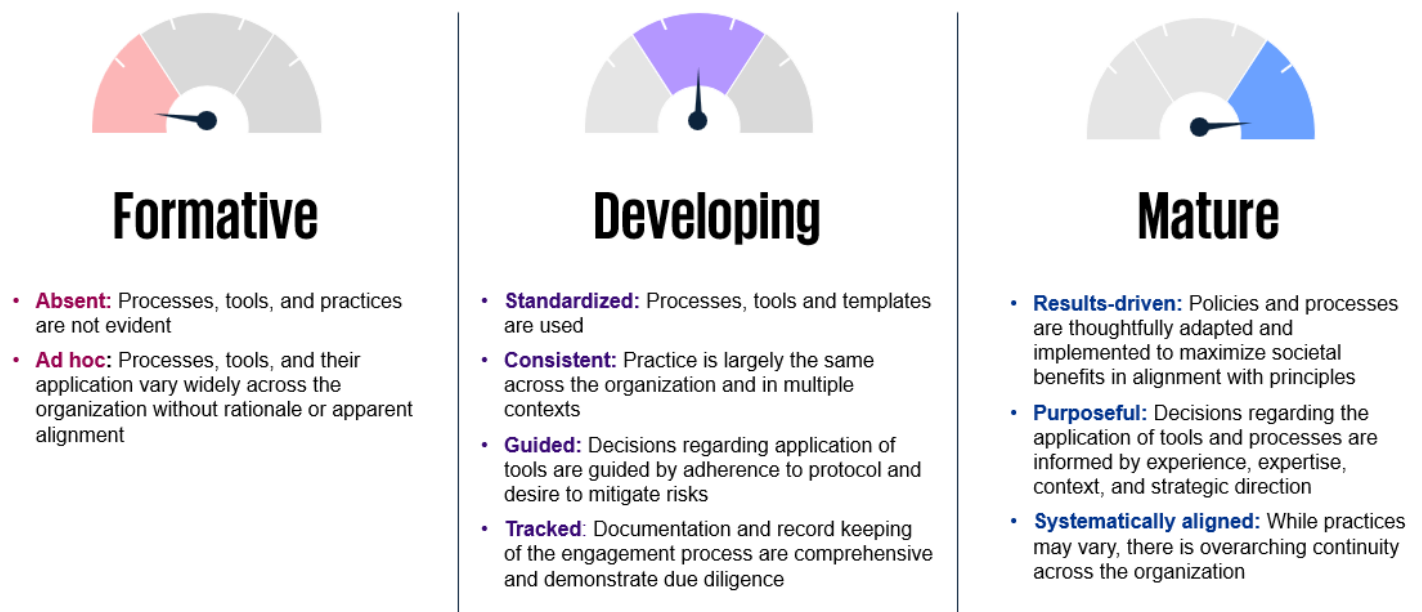 Formative
• Absent: Processes, tools, and practices
are not evident
• Ad hoc: Processes, tools, and their
application vary widely across the
organization without rationale or apparent
alignment
Developing
• Standardized: Processes, tools and templates
are used
• Consistent: Practice is largely the same
across the organization and in multiple
contexts
• Guided: Decisions regarding application of
tools are guided by adherence to protocol and
desire to mitigate risks
• Tracked: Documentation and record keeping
of the engagement process are comprehensive
and demonstrate due diligence
Mature
• Results-driven: Policies and processes
are thoughtfully adapted and
implemented to maximize societal
benefits in alignment with principles
• Purposeful: Decisions regarding the
application of tools and processes are
informed by experience, expertise,
context, and strategic direction
• Systematically aligned: While practices
may vary, there is overarching continuity
across the organization